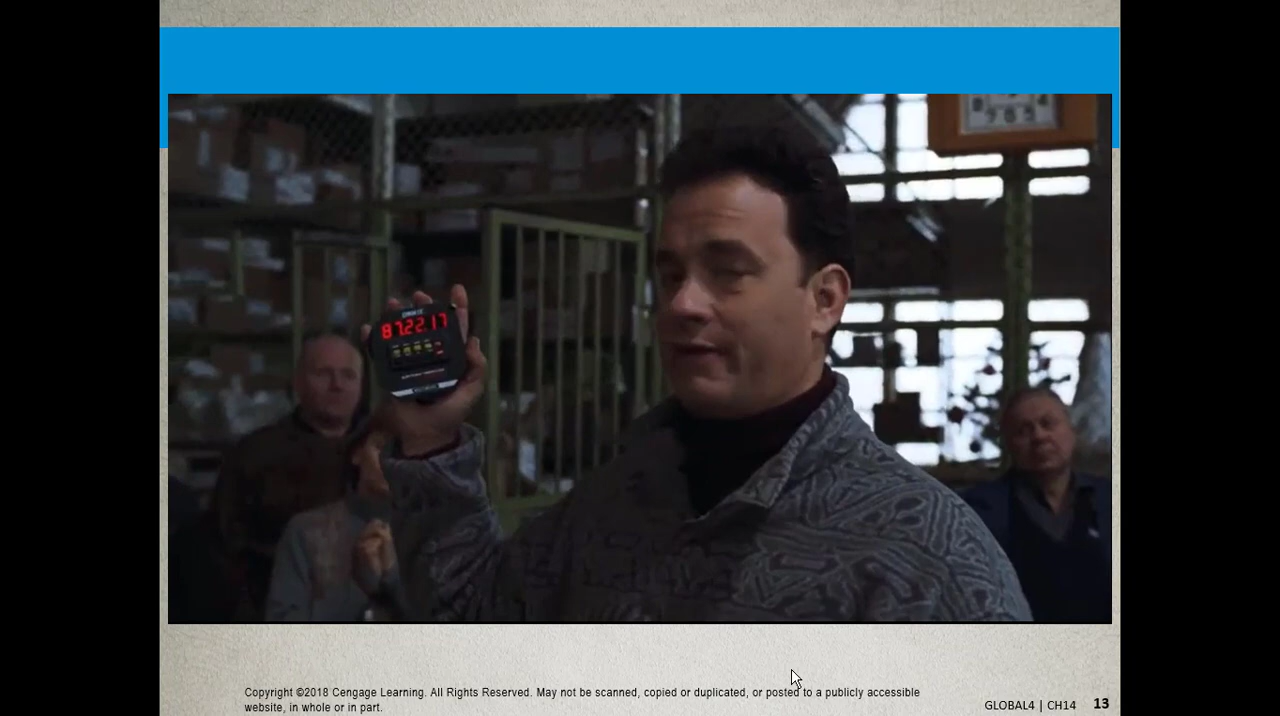 87:22.17
Copyright ©2018 Cengage Learning. All Rights Reserved. May not be scanned, copied or duplicated, or posted to a publicly accessible
website, in whole or in part.
GLOBAL4 | CH14 13